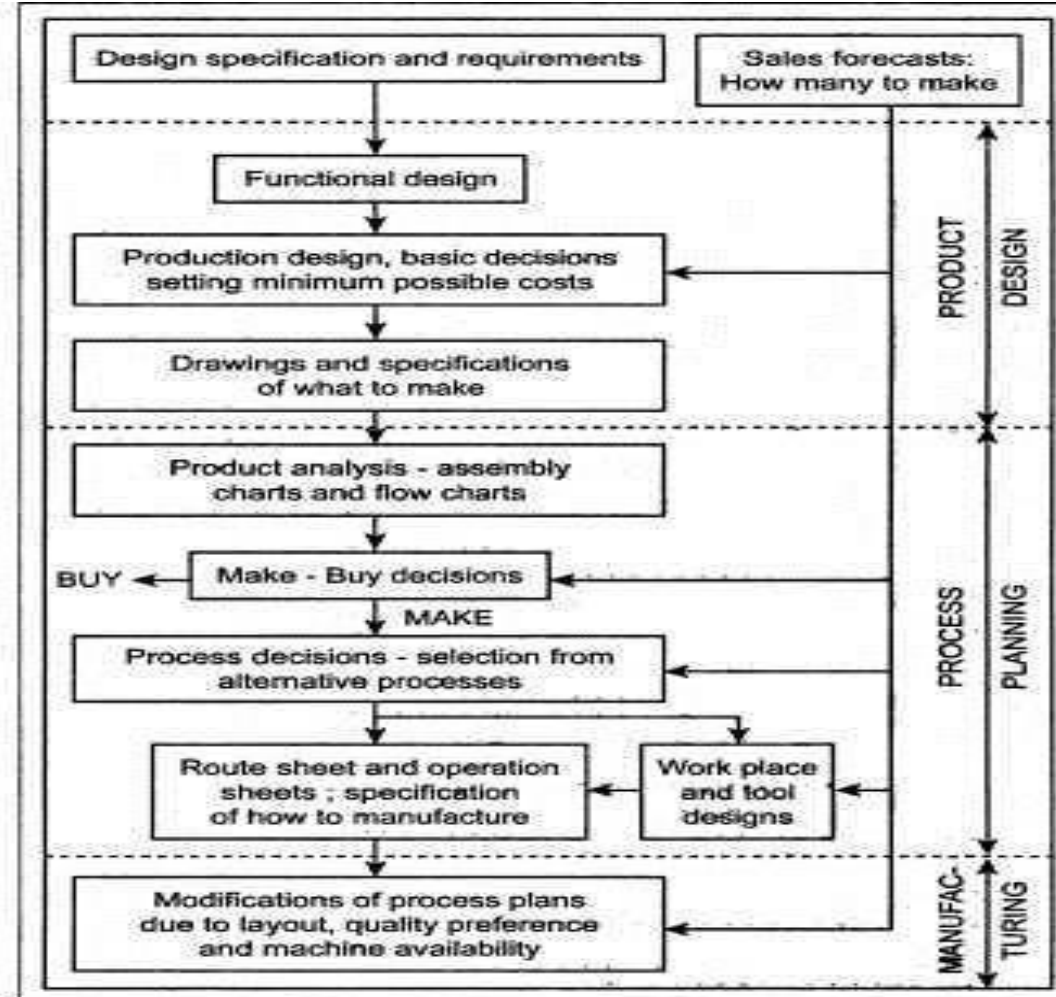 Design specification and requirements
Sales forecasts:
How many to make
Functional design
Production design, basic decisions
setting minimum possible costs
Drawings and specifications
of what to make
PRODUCT
DESIGN
Product analysis - assembly
charts and flow charts
BUY
Make - Buy decisions
MAKE
Process decisions - selection from
alternative processes
Route sheet and operation
sheets ; specification
of how to manufacture
Work place
and tool
designs
PROCESS
PLANNING
Modifications of process plans
due to layout, quality preference
and machine availability
MANUFAC-
TURING